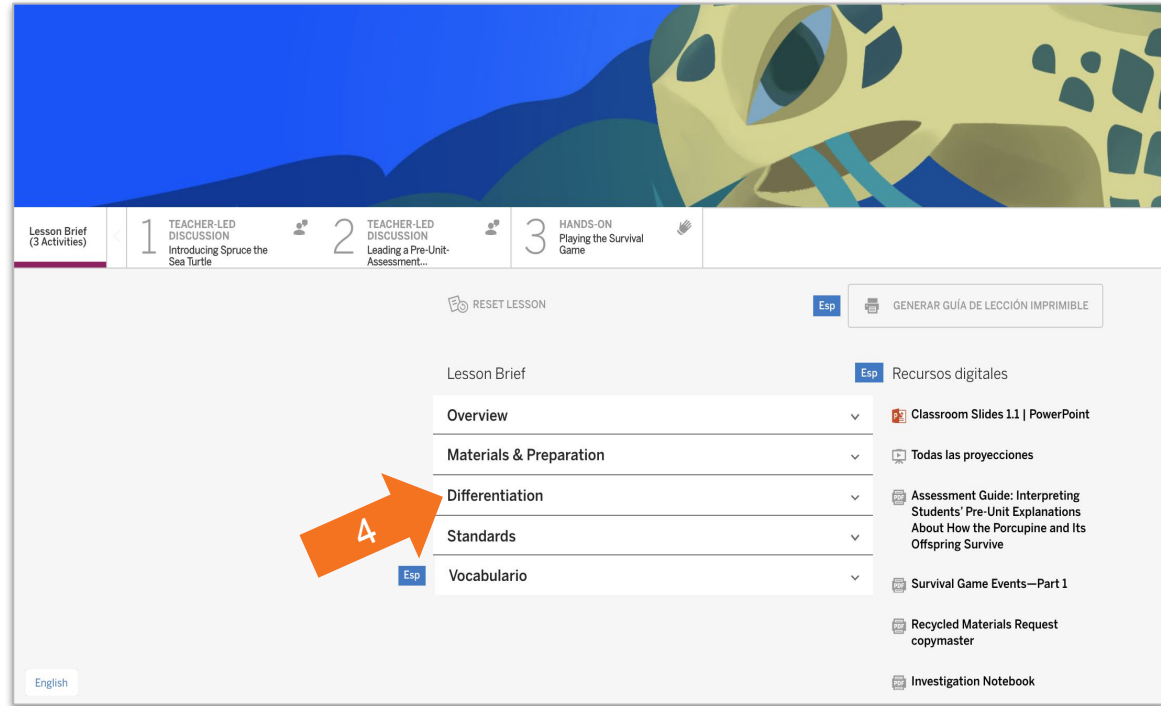 Lesson Brief
(3 Activities)
1
TEACHER-LED
DISCUSSION
Introducing Spruce the
Sea Turtle
2
TEACHER-LED
DISCUSSION
Leading a Pre-Unit-
Assessment...
3
HANDS-ON
Playing the Survival
Game
RESET LESSON
Esp
GENERAR GUÍA DE LECCIÓN IMPRIMIBLE
Lesson Brief
Overview
Materials & Preparation
Differentiation
4
Standards
Esp
Vocabulario
Esp
Recursos digitales
Classroom Slides 1.1 | PowerPoint
Todas las proyecciones
PDF
Assessment Guide: Interpreting
Students' Pre-Unit Explanations
About How the Porcupine and Its
Offspring Survive
PDF
Survival Game Events—Part 1
PDF
Recycled Materials Request
copymaster
PDF
Investigation Notebook
English